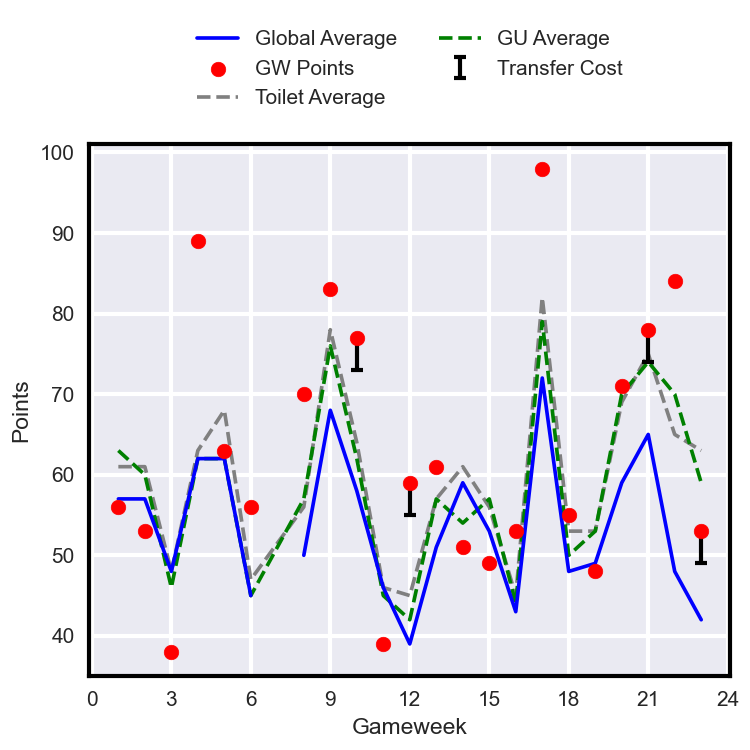 Global Average
GW Points
Toilet Average
GU Average
Transfer Cost
100
90
80
70
60
50
40
Points
0 3 6 9 12 15 18 21 24
Gameweek